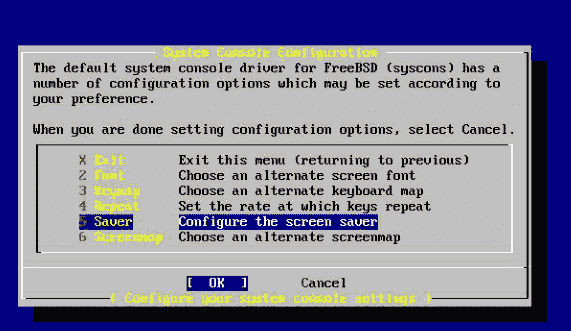 System Console Configuration
The default system console driver for FreeBSD (syscons) has a
number of configuration options which may be set according to
your preference.
When you are done setting configuration options, select Cancel.
X Exit Exit this menu (returning to previous)
2 Font Choose an alternate screen font
3 Keymap Choose an alternate keyboard map
4 Repeat Set the rate at which keys repeat
5 Saver Configure the screen saver
6 Screenmap Choose an alternate screenmap
[ OK ] Cancel
[ Configure your system console settings ]